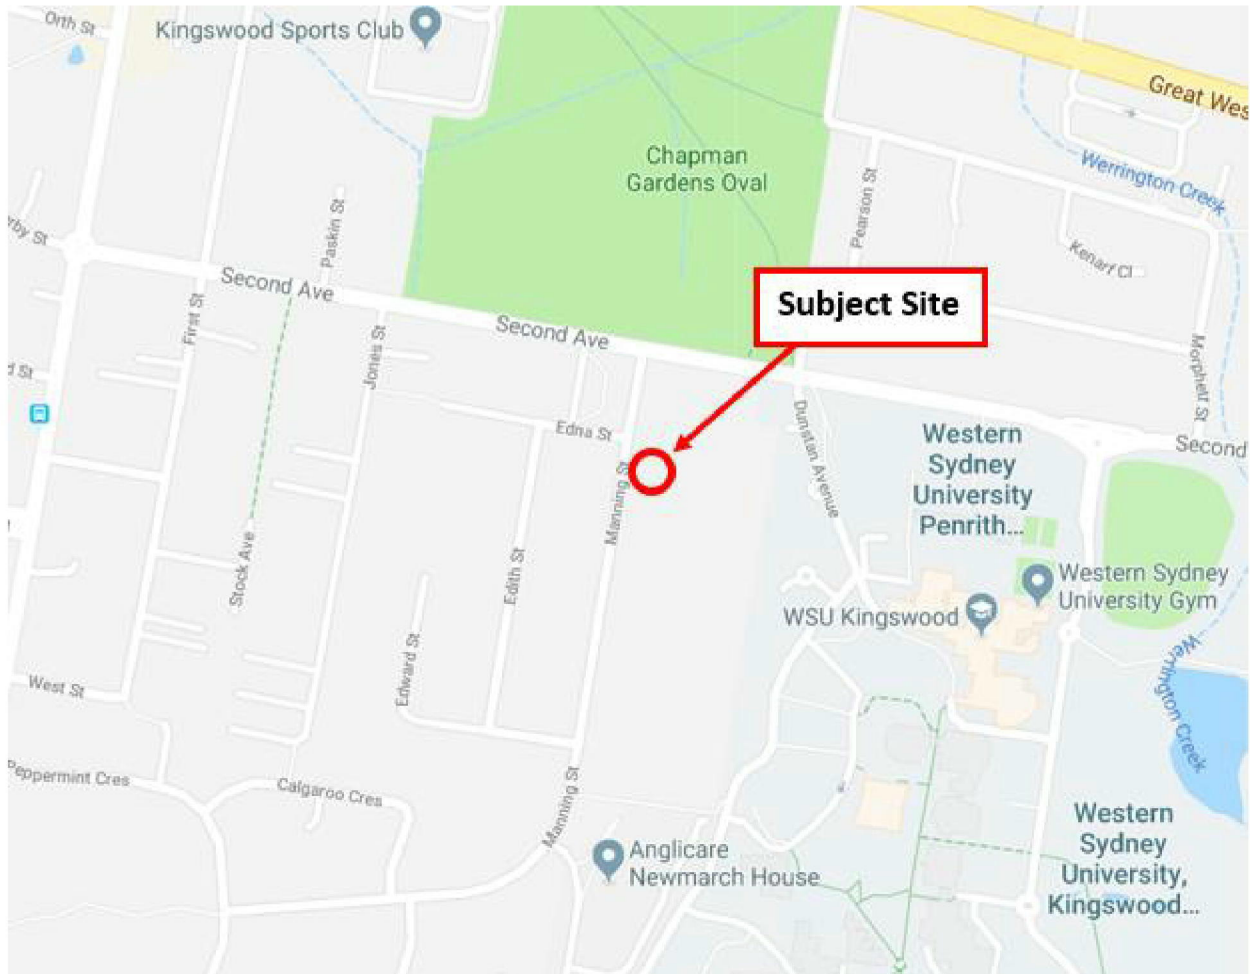 Orth St
Kingswood Sports Club
Great Wes
Chapman
Gardens Oval
Werrington Creek
Pearson St
Paskin St
rby St
Kenarf Cl
Second Ave
Subject Site
First St
Second Ave
Jones St
Morphett St
d St
Edna St
Dunstan Avenue
Western
Sydney
University
Penrith...
Second
Manning St
Stock Ave
Edith St
Western Sydney
University Gym
WSU Kingswood
Edward St
Werrington Creek
West St
Peppermint Cres
Calgaroo Cres
Manning St
Western
Sydney
University,
Kingswood...
Anglicare
Newmarch House